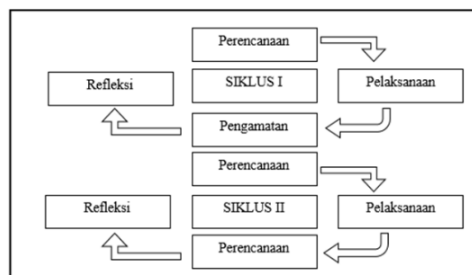 Perencanaan
Refleksi
SIKLUS I
Pelaksanaan
Pengamatan
Perencanaan
Refleksi
SIKLUS II
Pelaksanaan
Perencanaan